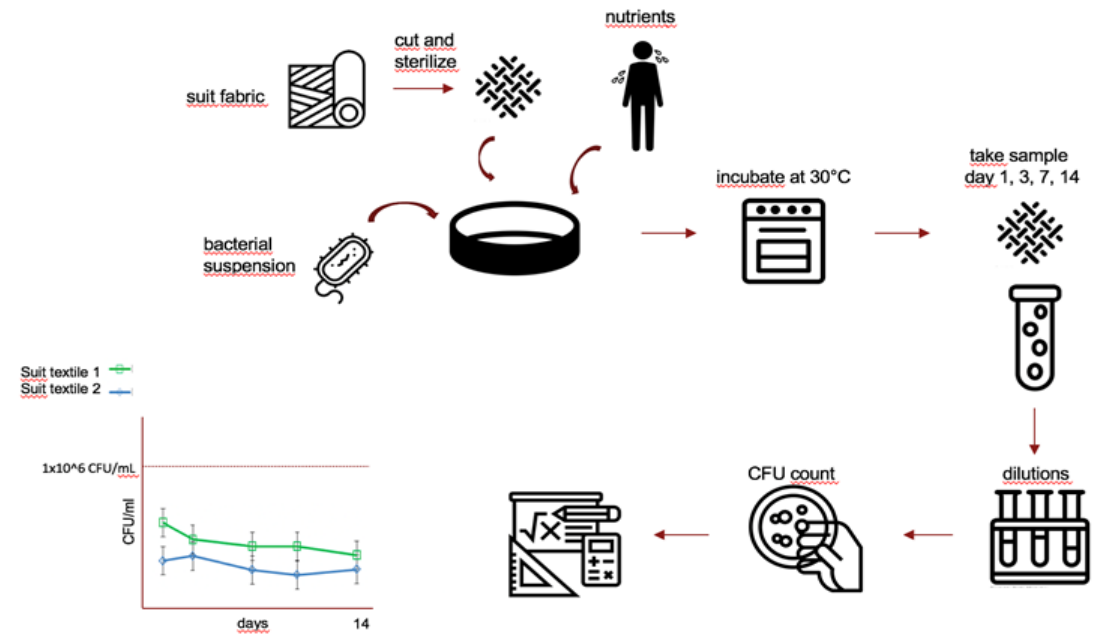 nutrients
cut and
sterilize
suit fabric
take sample
day 1, 3, 7, 14
incubate at 30°C
bacterial
suspension
Suit textile 1
Suit textile 2
1x10^6 CFU/mL
CFU/ml
days
14
CFU count
dilutions